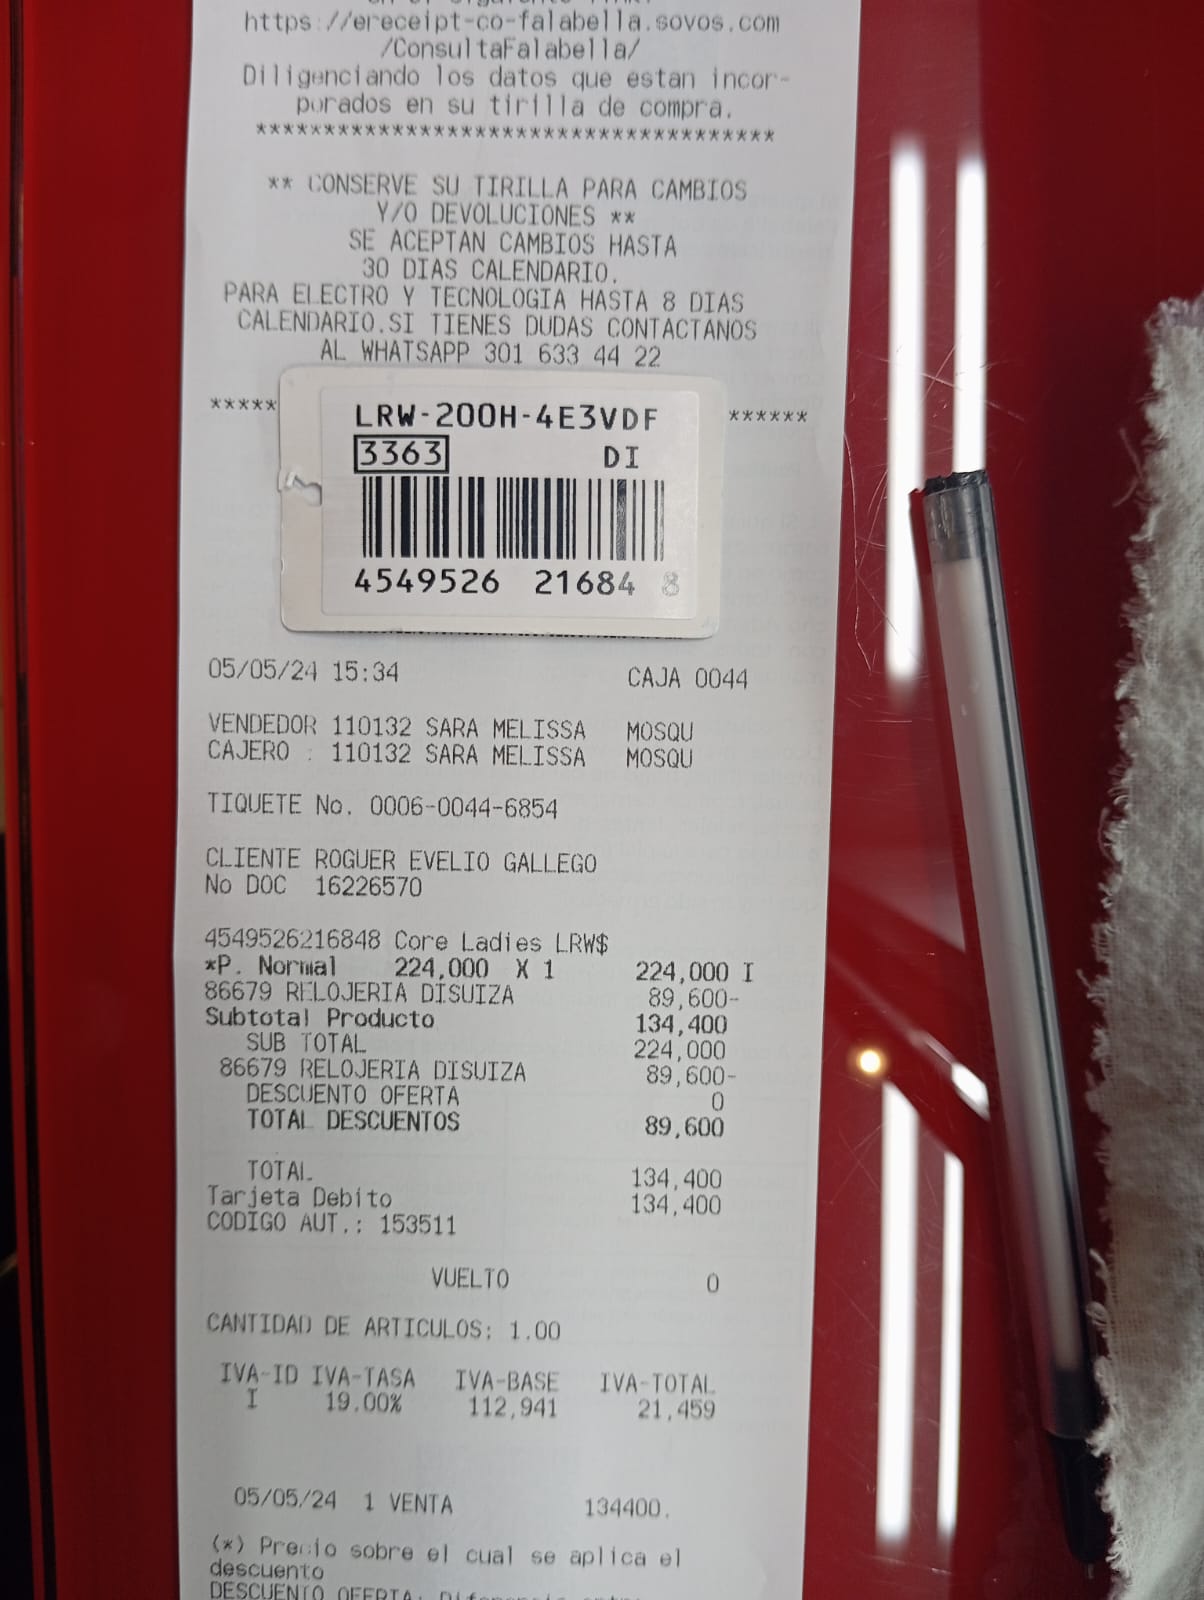 https://ereceipt-co-falabella.sovos.com
/ConsultaFalabella/
Diligenciando los datos que estan incor-
porados en su tirilla de compra.
***************************************
** CONSERVE SU TIRILLA PARA CAMBIOS
Y/O DEVOLUCIONES **
SE ACEPTAN CAMBIOS HASTA
30 DIAS CALENDARIO.
PARA ELECTRO Y TECNOLOGIA HASTA 8 DIAS
CALENDARIO.SI TIENES DUDAS CONTACTANOS
AL WHATSAPP 301 633 44 22
***** ******
LRW-200H-4E3VDF
3363 DI
4549526 21684 8
05/05/24 15:34 CAJA 0044
VENDEDOR 110132 SARA MELISSA MOSQU
CAJERO : 110132 SARA MELISSA MOSQU
TIQUETE No. 0006-0044-6854
CLIENTE ROGUER EVELIO GALLEGO
No DOC 16226570
4549526216848 Core Ladies LRW$
*P. Normal 224,000 X 1 224,000 I
86679 RELOJERIA DISUIZA 89,600-
Subtotal Producto 134,400
SUB TOTAL 224,000
86679 RELOJERIA DISUIZA 89,600-
DESCUENTO OFERTA 0
TOTAL DESCUENTOS 89,600
TOTAL 134,400
Tarjeta Debito 134,400
CODIGO AUT.: 153511
VUELTO 0
CANTIDAD DE ARTICULOS: 1.00
IVA-ID IVA-TASA IVA-BASE IVA-TOTAL
I 19.00% 112,941 21,459
05/05/24 1 VENTA 134400.
(*) Precio sobre el cual se aplica el
descuento
DESCUENTO OFERTA: